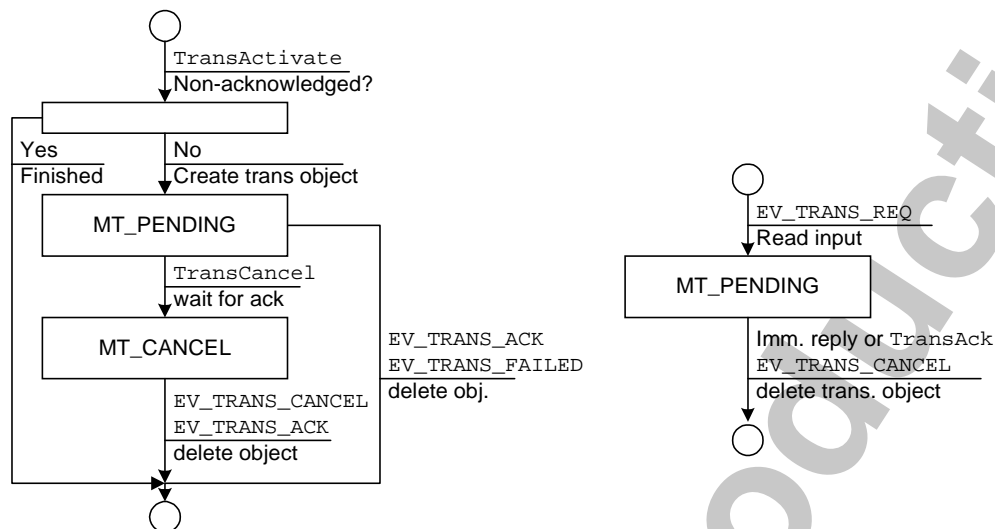 TransActivate
Non-acknowledged?
Yes
Finished
No
Create trans object
MT_PENDING
TransCancel
wait for ack
MT_CANCEL
EV_TRANS_ACK
EV_TRANS_FAILED
delete obj.
EV_TRANS_CANCEL
EV_TRANS_ACK
delete object
EV_TRANS_REQ
Read input
MT_PENDING
Imm. reply or TransAck
EV_TRANS_CANCEL
delete trans. object
oducti